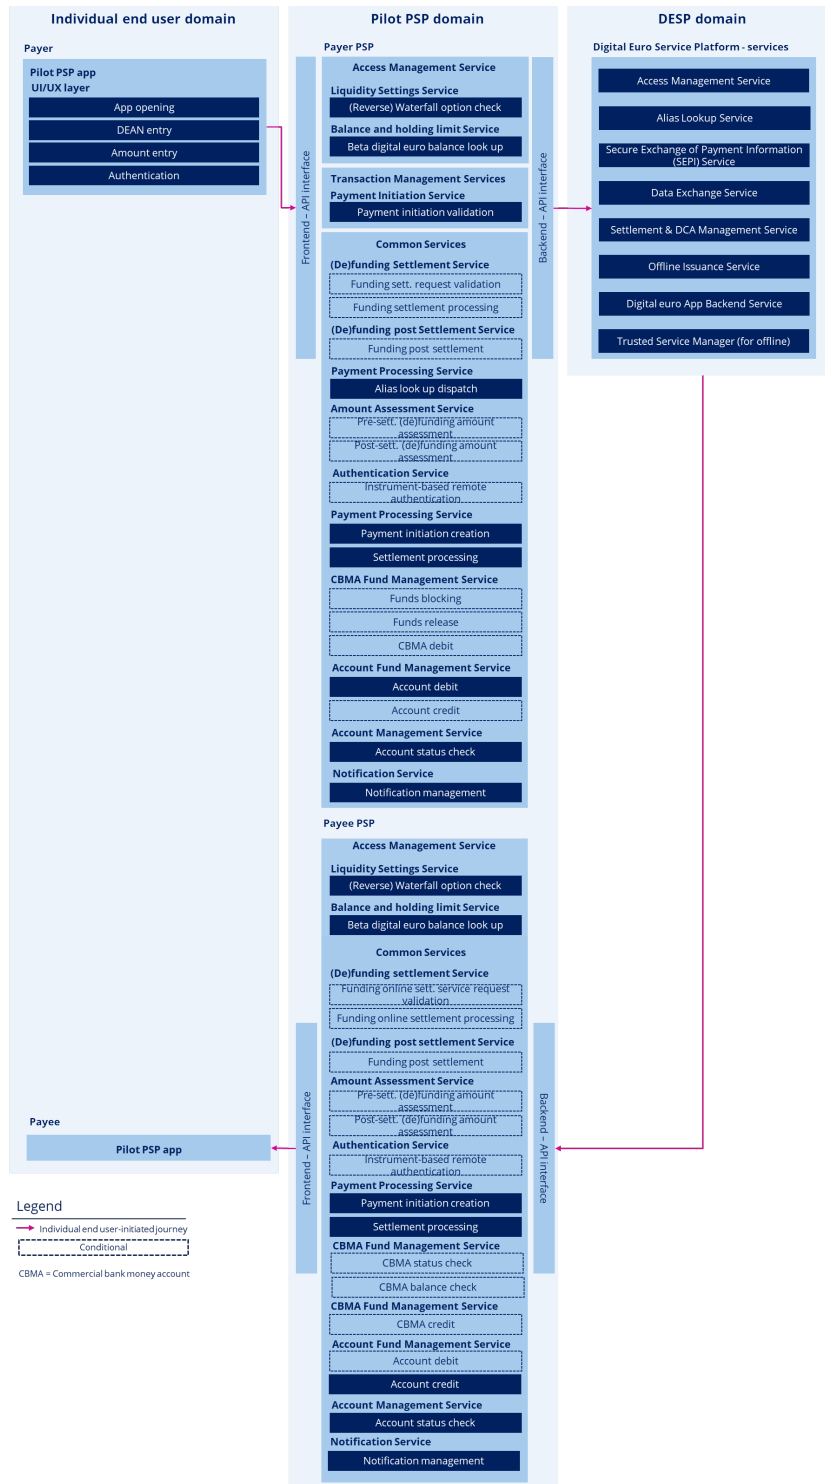 Individual end user domain
Payer
Pilot PSP app
UI/UX layer
App opening
DEAN entry
Amount entry
Authentication
Payee
Pilot PSP app
Pilot PSP domain
Payer PSP
Frontend – API interface
Access Management Service
Liquidity Settings Service
(Reverse) Waterfall option check
Balance and holding limit Service
Beta digital euro balance look up
Transaction Management Services
Payment Initiation Service
Payment initiation validation
Common Services
(De)funding Settlement Service
Funding sett. request validation
Funding settlement processing
(De)funding post Settlement Service
Funding post settlement
Payment Processing Service
Alias look up dispatch
Amount Assessment Service
Pre-sett. (de)funding amount
assessment
Post-sett. (de)funding amount
assessment
Authentication Service
Instrument-based remote
authentication
Payment Processing Service
Payment initiation creation
Settlement processing
CBMA Fund Management Service
Funds blocking
Funds release
CBMA debit
Account Fund Management Service
Account debit
Account credit
Account Management Service
Account status check
Notification Service
Notification management
Backend – API interface
Payee PSP
Frontend – API interface
Access Management Service
Liquidity Settings Service
(Reverse) Waterfall option check
Balance and holding limit Service
Beta digital euro balance look up
Common Services
(De)funding settlement Service
Funding online sett. service request
validation
Funding online settlement processing
(De)funding post settlement Service
Funding post settlement
Amount Assessment Service
Pre-sett. (de)funding amount
assessment
Post-sett. (de)funding amount
assessment
Authentication Service
Instrument-based remote
authentication
Payment Processing Service
Payment initiation creation
Settlement processing
CBMA Fund Management Service
CBMA status check
CBMA balance check
CBMA Fund Management Service
CBMA credit
Account Fund Management Service
Account debit
Account credit
Account Management Service
Account status check
Notification Service
Notification management
Backend – API interface
DESP domain
Digital Euro Service Platform - services
Access Management Service
Alias Lookup Service
Secure Exchange of Payment Information
(SEPI) Service
Data Exchange Service
Settlement & DCA Management Service
Offline Issuance Service
Digital euro App Backend Service
Trusted Service Manager (for offline)
Legend
Individual end user-initiated journey
Conditional
CBMA = Commercial bank money account